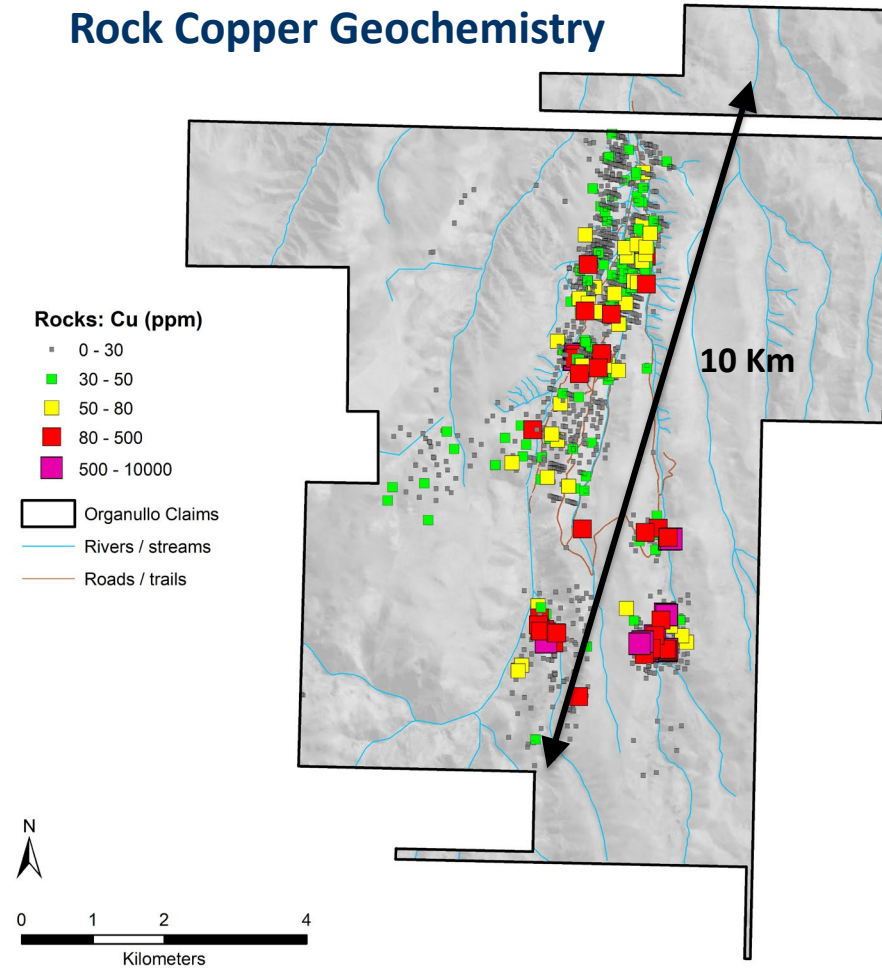 Rock Copper Geochemistry
10 Km
Rocks: Cu (ppm)
0 - 30
30 - 50
50 - 80
80 - 500
500 - 10000
Organullo Claims
Rivers / streams
Roads / trails
N
0 1 2 4
Kilometers